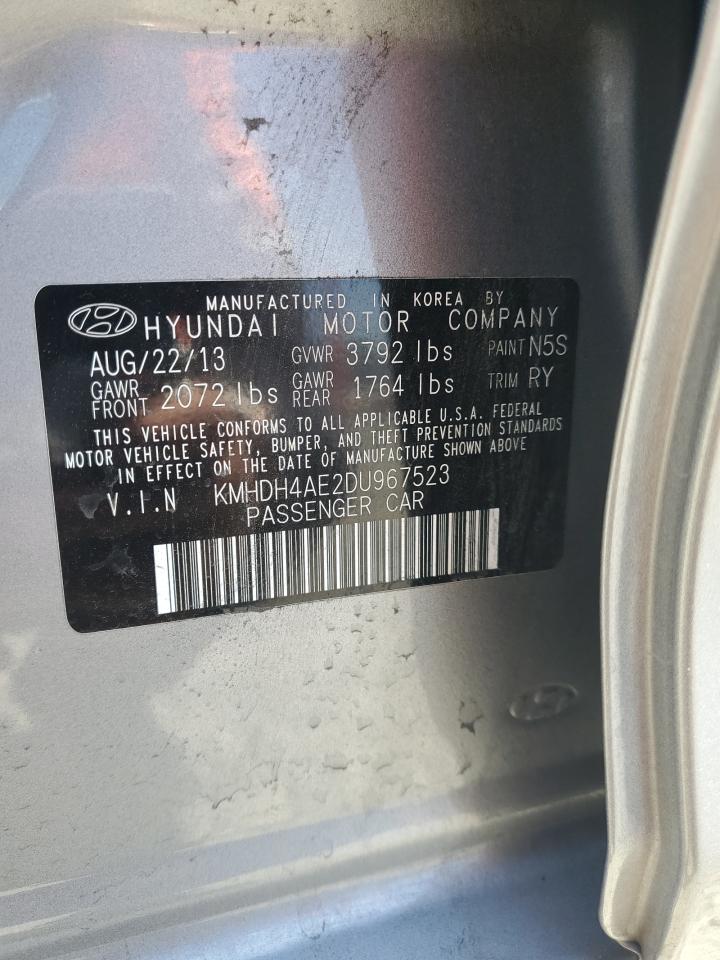 MANUFACTURED IN KOREA BY
HYUNDAI MOTOR COMPANY
AUG/22/13 GVWR 3792 lbs PAINT N5S
GAWR FRONT 2072 lbs GAWR REAR 1764 lbs TRIM RY
THIS VEHICLE CONFORMS TO ALL APPLICABLE U.S.A. FEDERAL
MOTOR VEHICLE SAFETY, BUMPER, AND THEFT PREVENTION STANDARDS
IN EFFECT ON THE DATE OF MANUFACTURE SHOWN ABOVE
V.I.N KMHDH4AE2DU967523
PASSENGER CAR